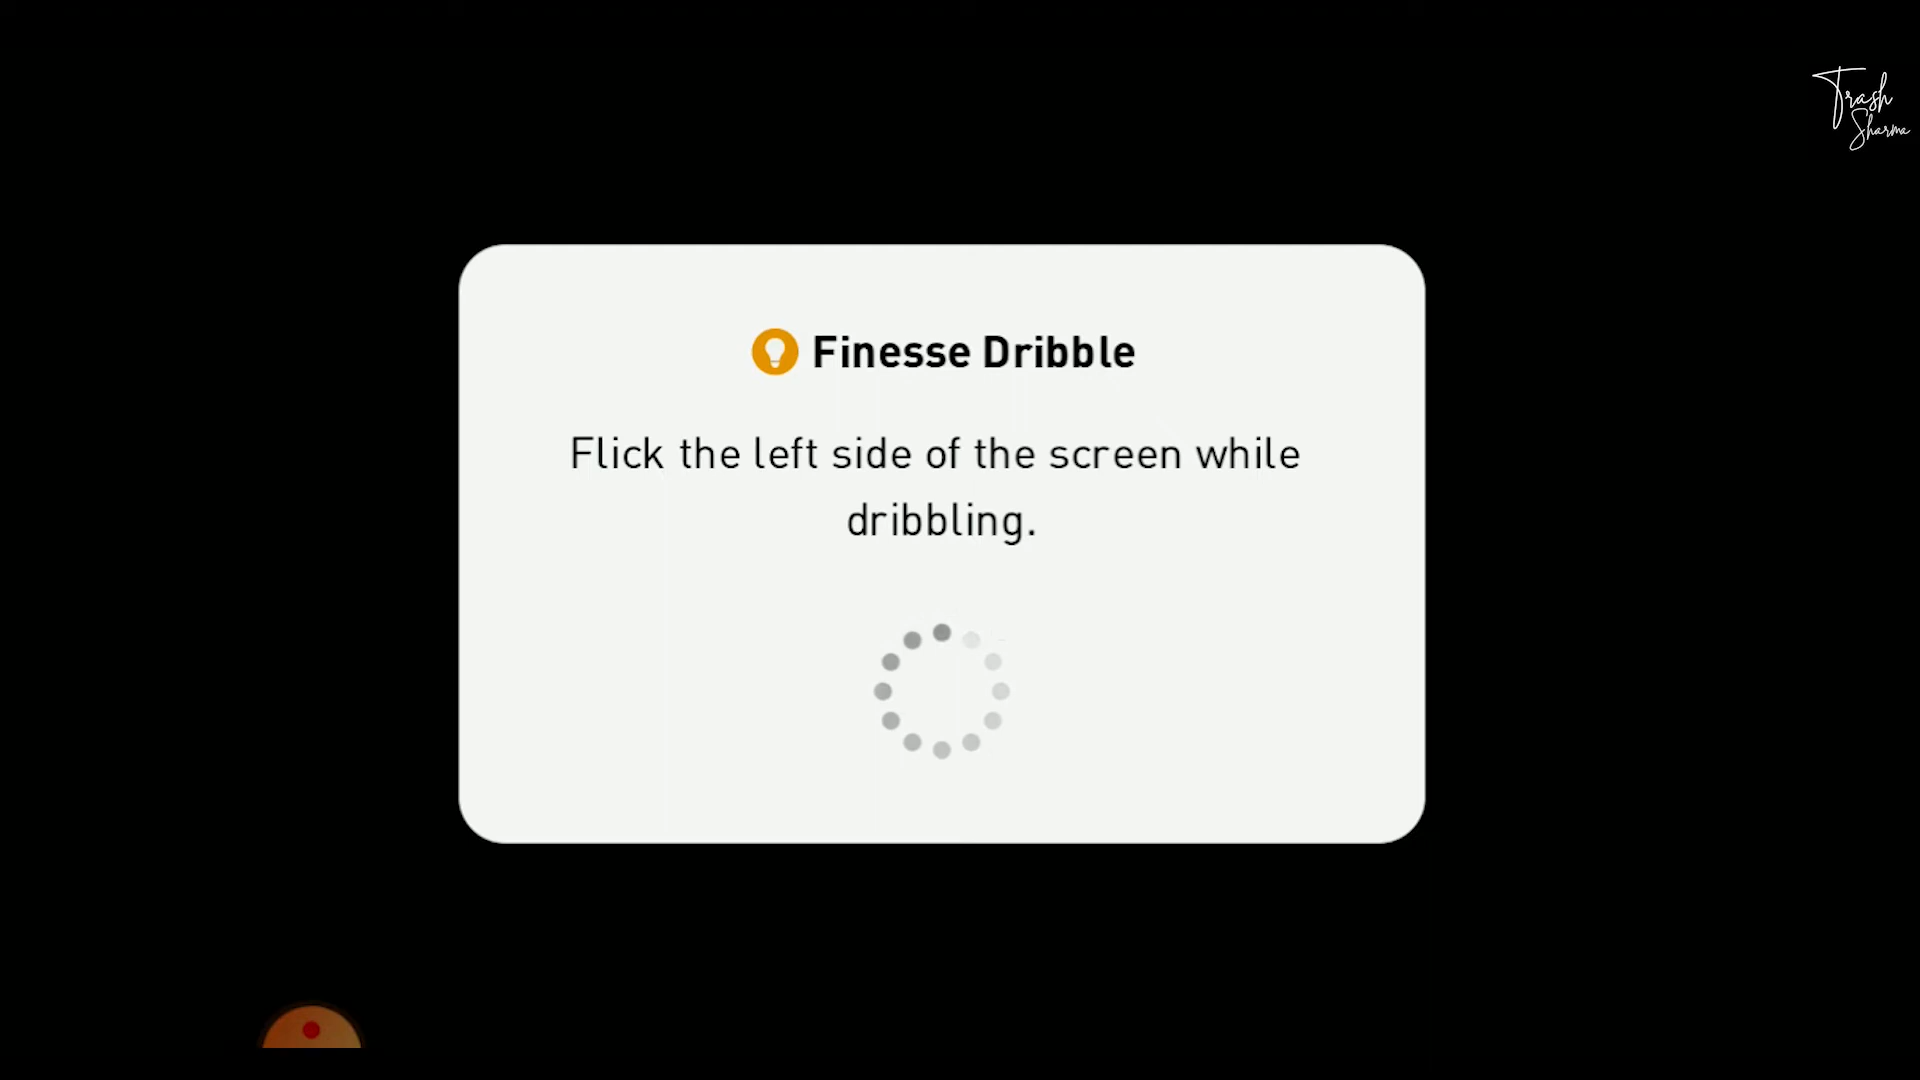 Trash
Sharma
Finesse Dribble
Flick the left side of the screen while
dribbling.